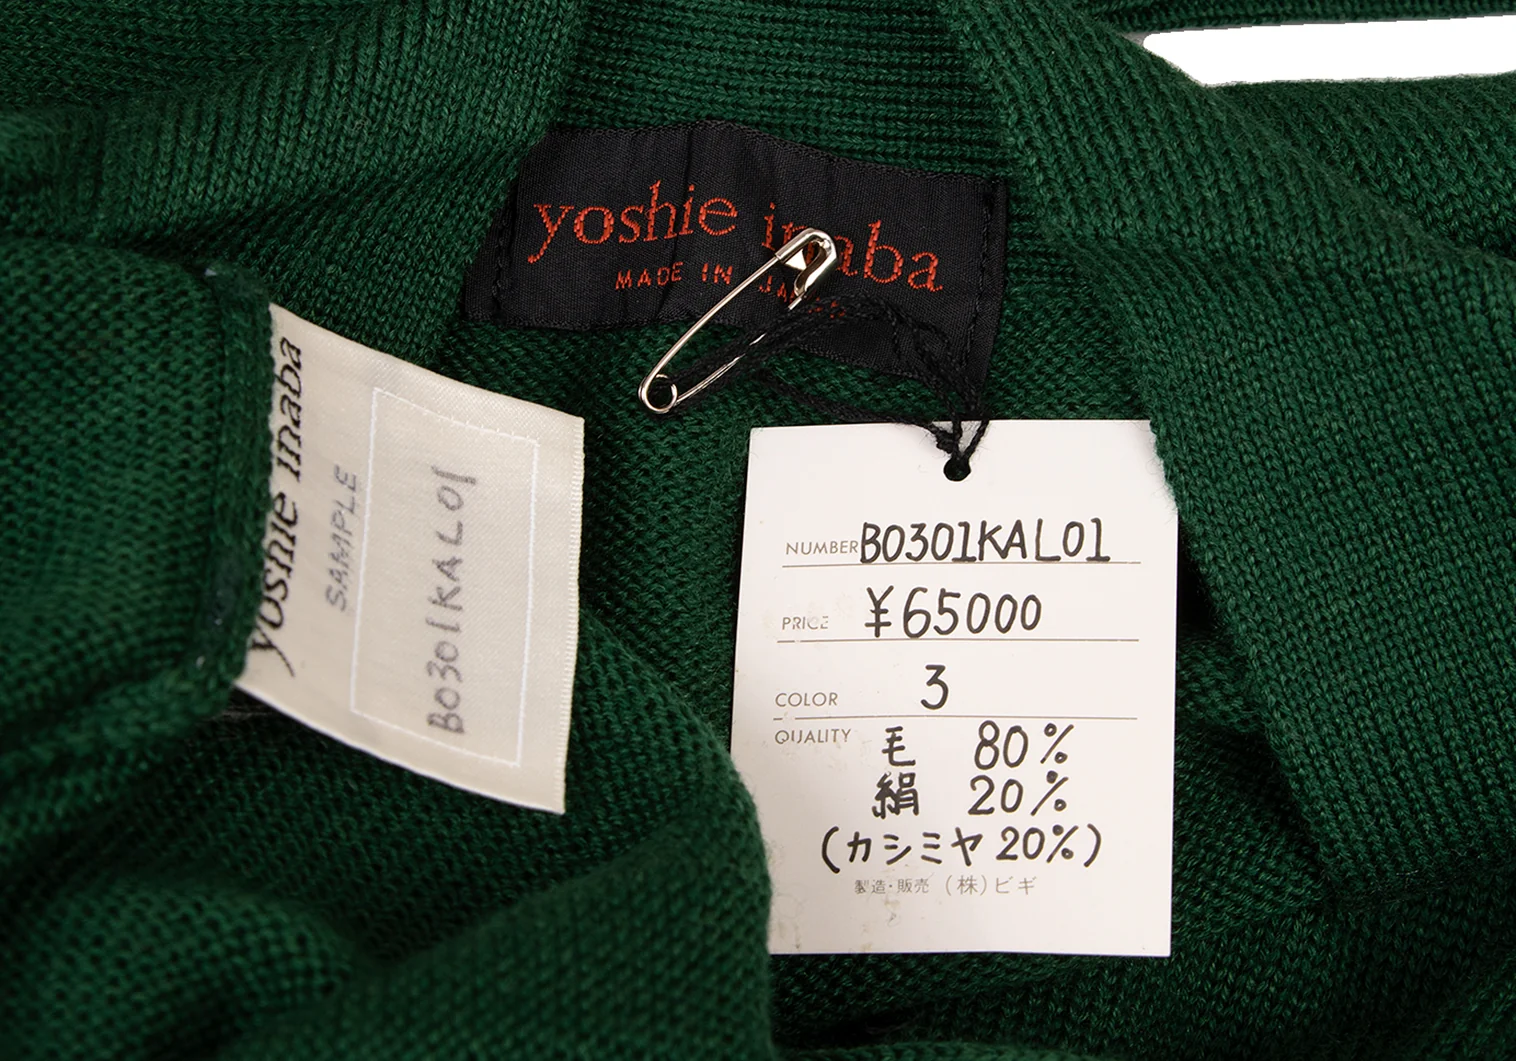 yoshie inaba
MADE IN JAPAN
yoshie inaba
SAMPLE
B0301KAL01
NUMBER B0301KAL01
PRICE ¥65000
COLOR 3
QUALITY 毛 80%
絹 20%
(カシミヤ 20%)
製造・販売 (株)ビギ